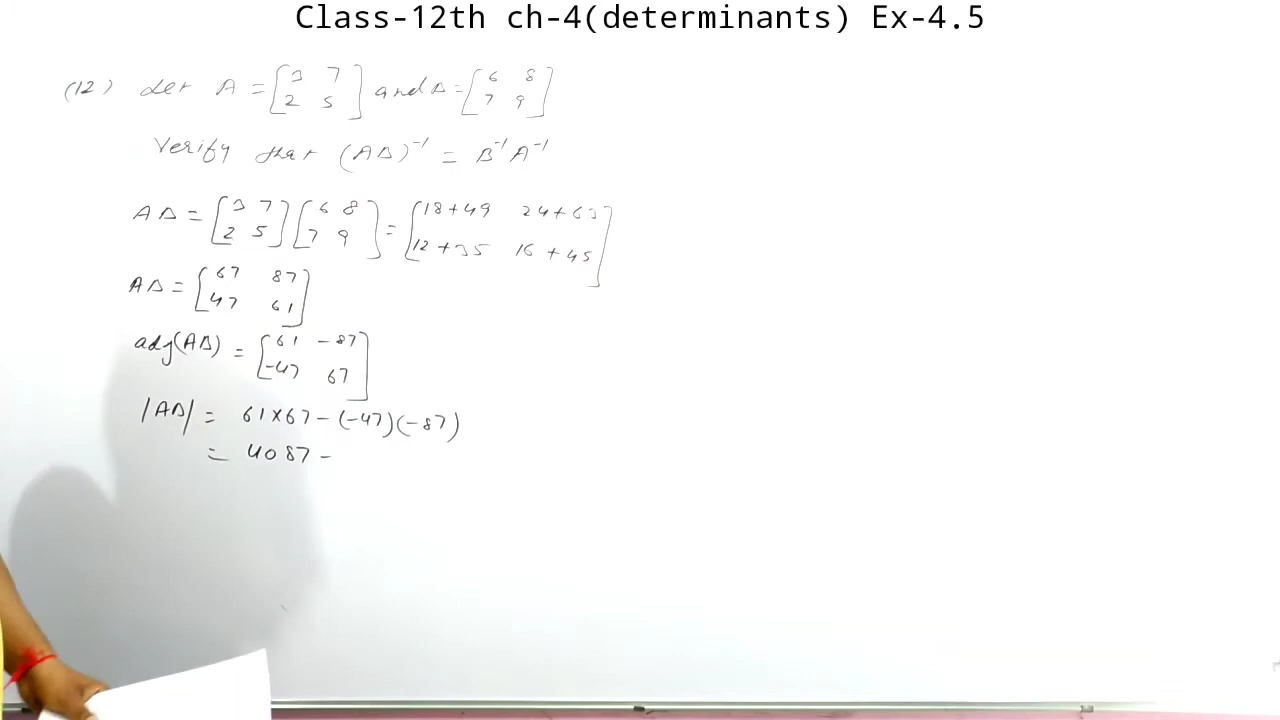 Class-12th ch-4(determinants) Ex-4.5
(12) Let A = [3 7 2 5] and B = [6 8 7 9]
Verify that (AB)⁻¹ = B⁻¹A⁻¹
AB = [3 7 2 5] [6 8 7 9] = [18+49 24+63 12+35 16+45]
AB = [67 87 47 61]
adj(AB) = [61 -87 -47 67]
|AB| = 61×67-(-47)(-87)
= 4087-